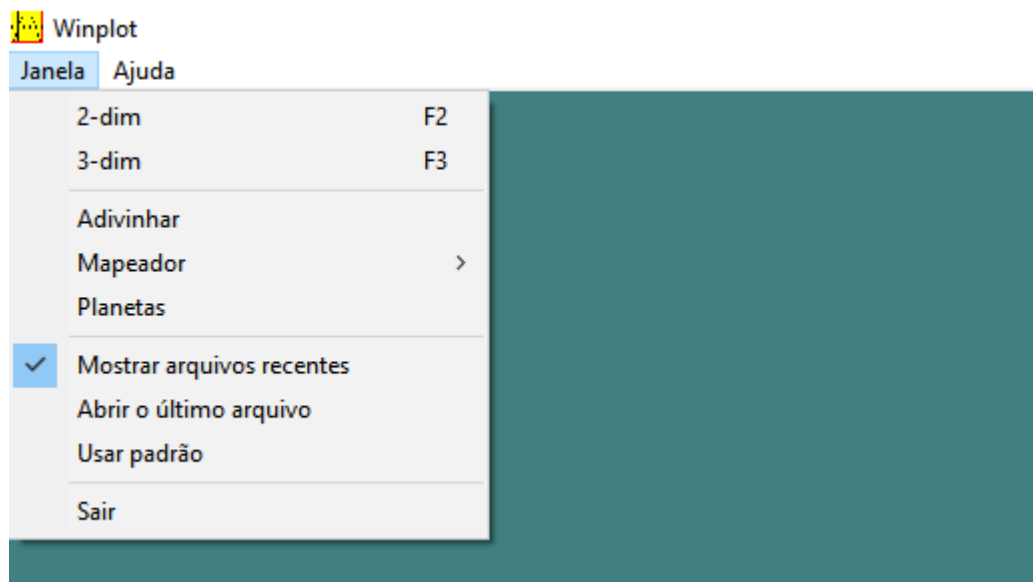 Winplot
Janela Ajuda
2-dim F2
3-dim F3
Adivinhar
Mapeador
Planetas
Mostrar arquivos recentes
Abrir o último arquivo
Usar padrão
Sair